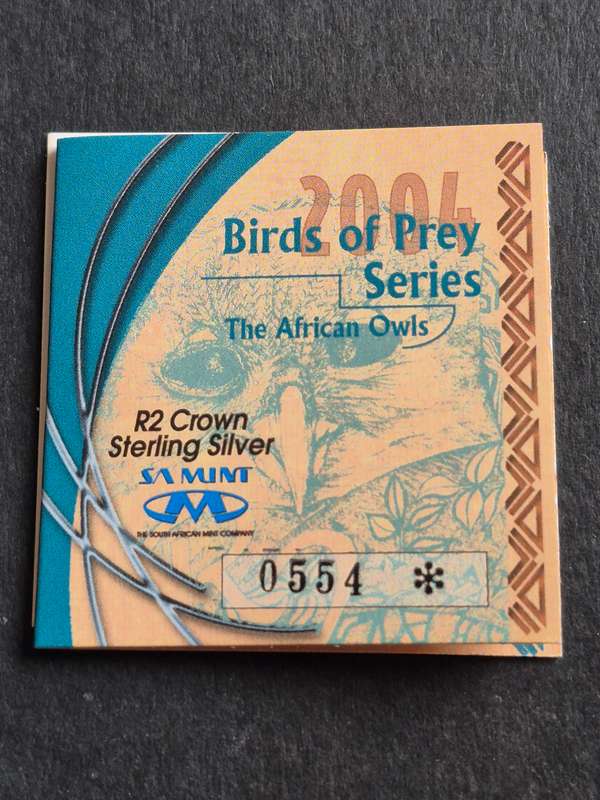 2004
Birds of Prey
Series
The African Owls
R2 Crown
Sterling Silver
SA MINT
THE SOUTH AFRICAN MINT COMPANY
0554 *